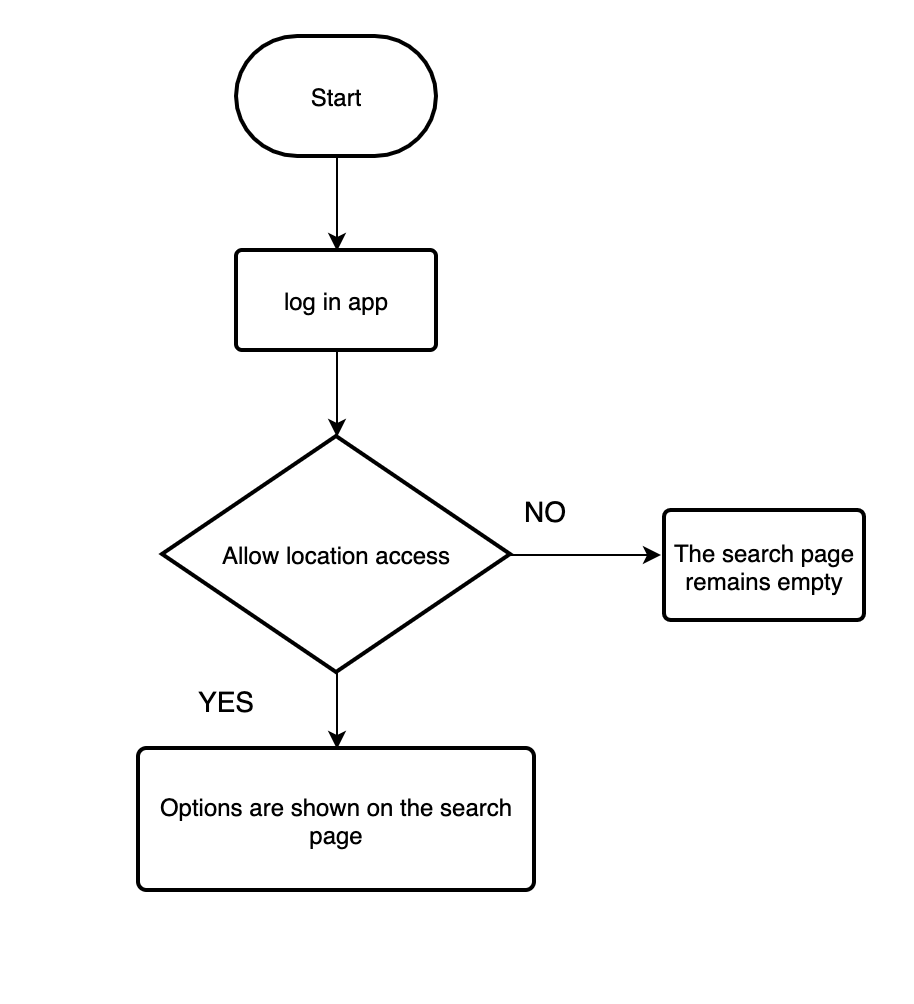 Start
log in app
Allow location access
NO
The search page
remains empty
YES
Options are shown on the search
page